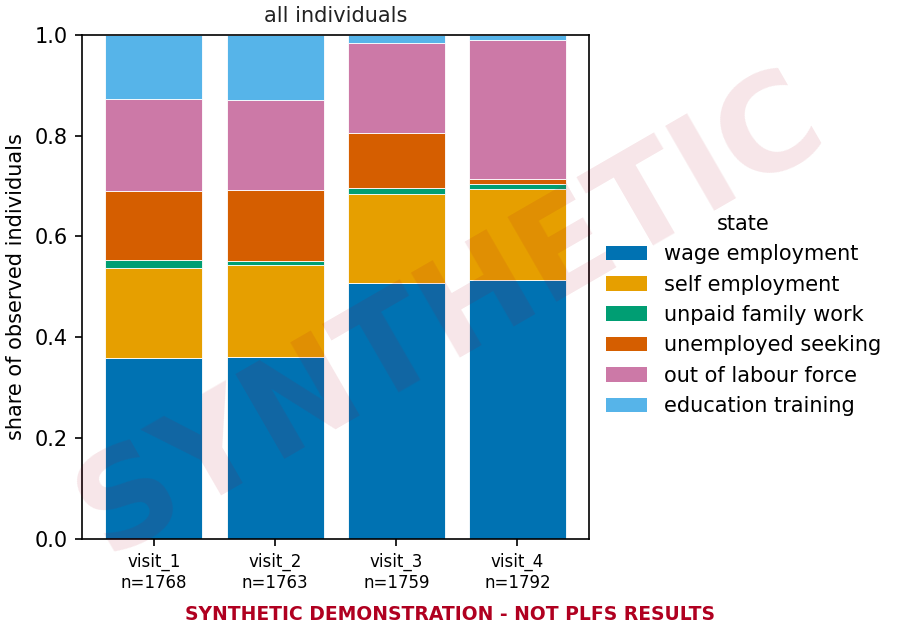 all individuals
share of observed individuals
1.0
0.8
0.6
0.4
0.2
0.0
visit_1
n=1768
visit_2
n=1763
visit_3
n=1759
visit_4
n=1792
state
wage employment
self employment
unpaid family work
unemployed seeking
out of labour force
education training
SYNTHETIC
SYNTHETIC DEMONSTRATION - NOT PLFS RESULTS